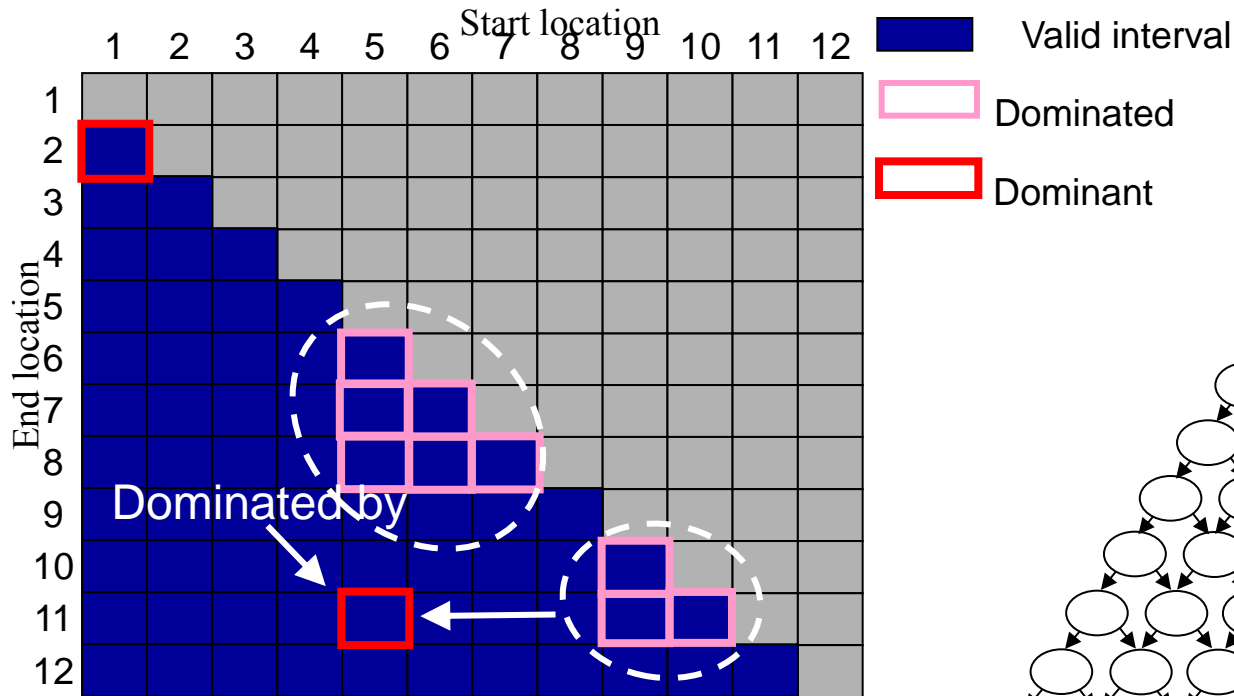 Start location
1 2 3 4 5 6 7 8 9 10 11 12
Valid interval
Dominated
Dominant
End location
1
2
3
4
5
6
7
8
9
10
11
12
Dominated by